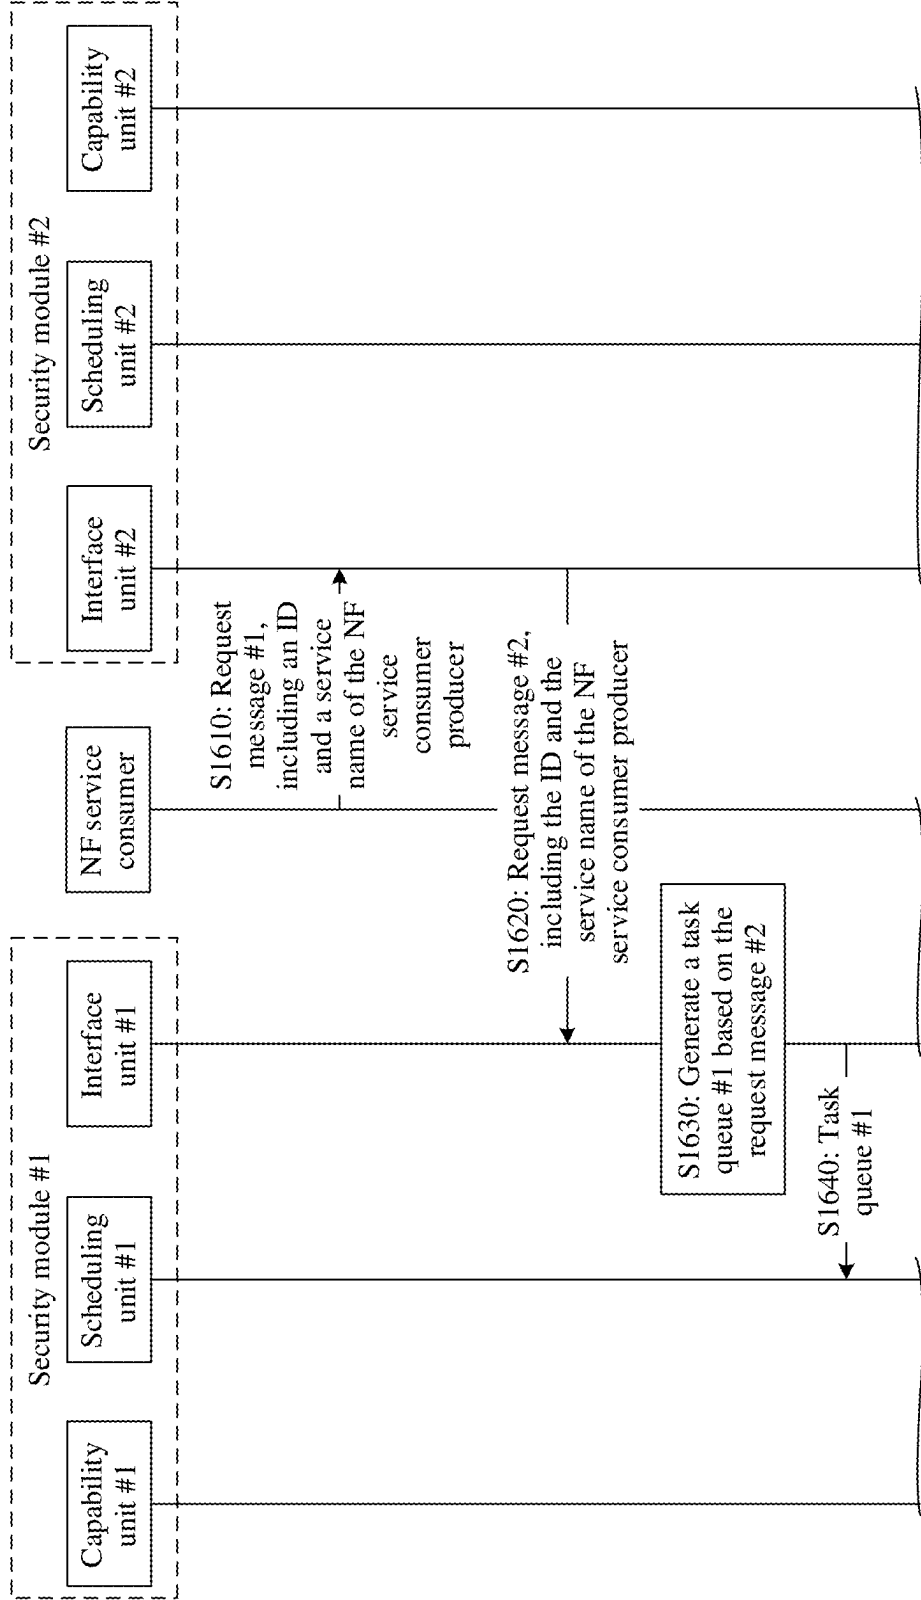 Security module #1
Security module #2
Capability
unit #1
Scheduling
unit #1
Interface
unit #1
NF service
consumer
Interface
unit #2
Scheduling
unit #2
Capability
unit #2
S1610: Request
message #1,
including an ID
and a service
name of the NF
service
consumer
producer
S1620: Request message #2,
including the ID and the
service name of the NF
service consumer producer
S1630: Generate a task
queue #1 based on the
request message #2
S1640: Task
queue #1